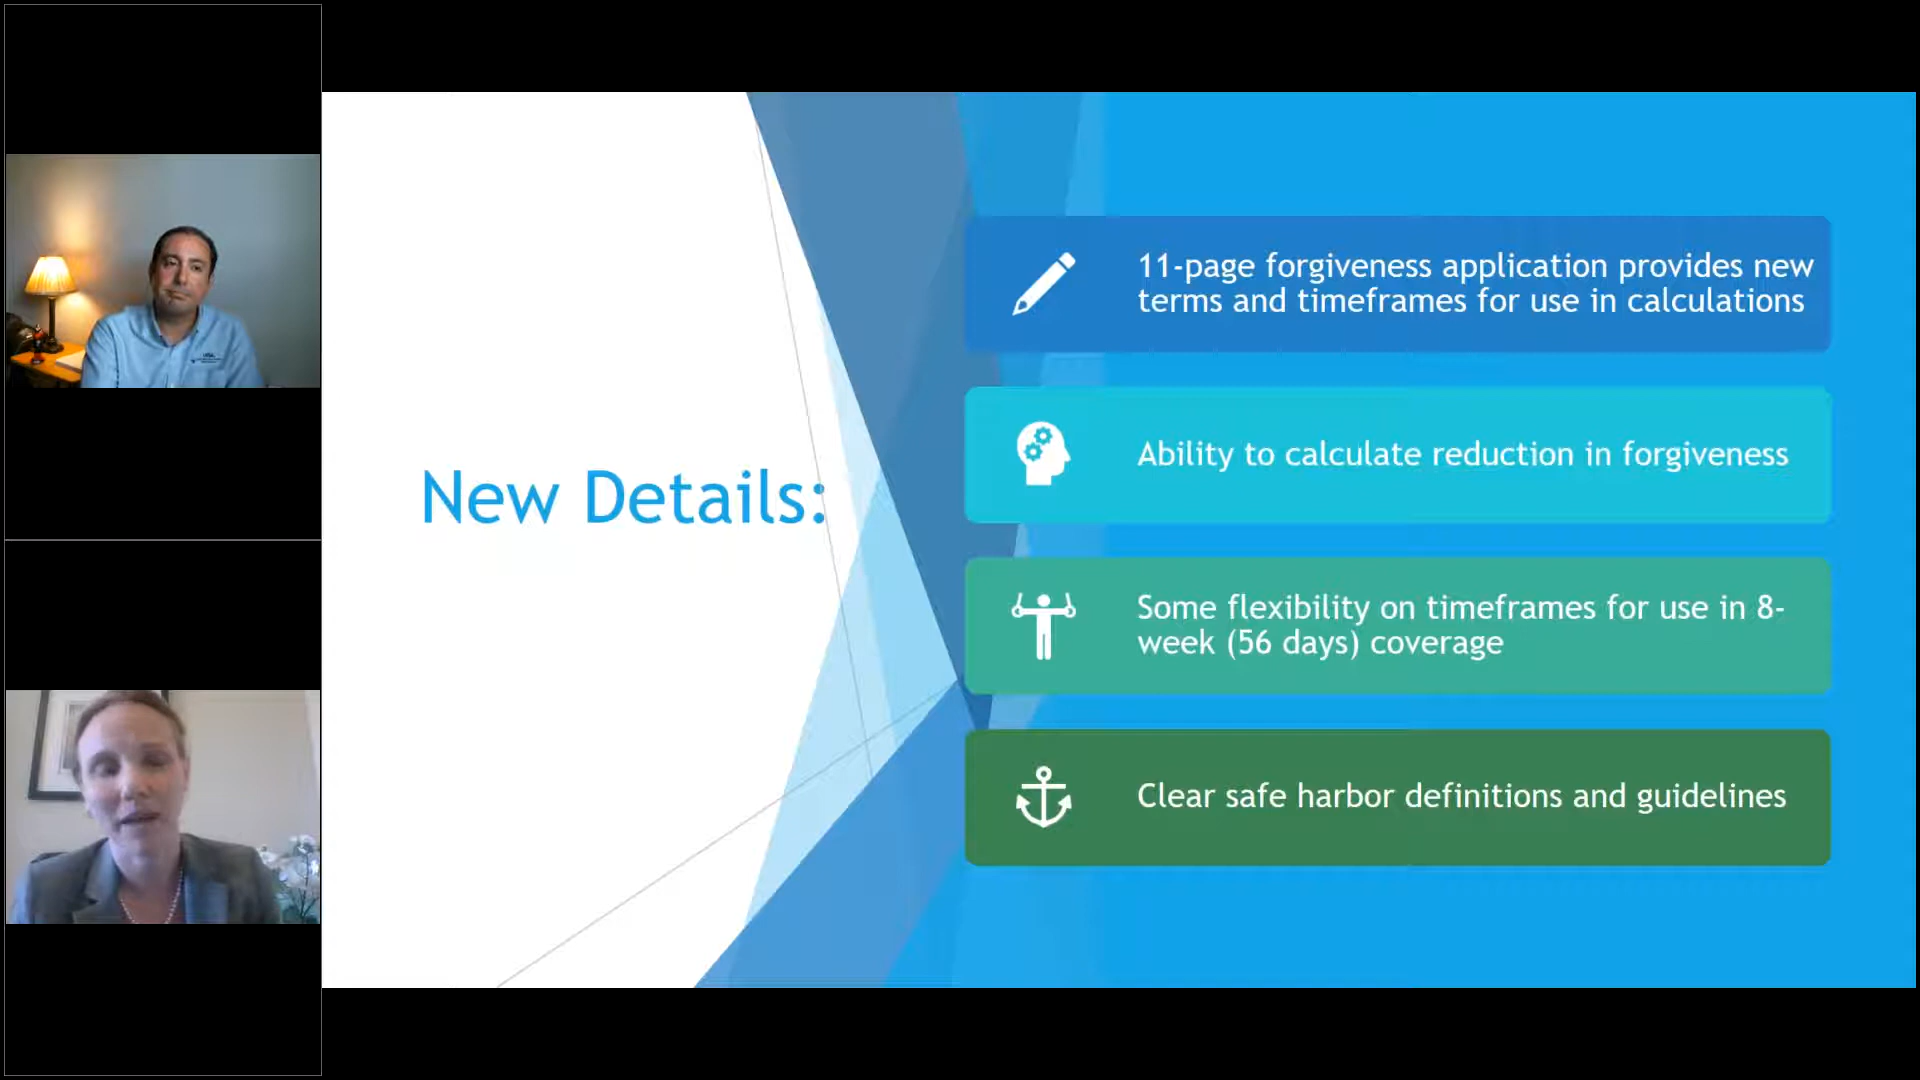 New Details:
11-page forgiveness application provides new
terms and timeframes for use in calculations
Ability to calculate reduction in forgiveness
Some flexibility on timeframes for use in 8-
week (56 days) coverage
Clear safe harbor definitions and guidelines